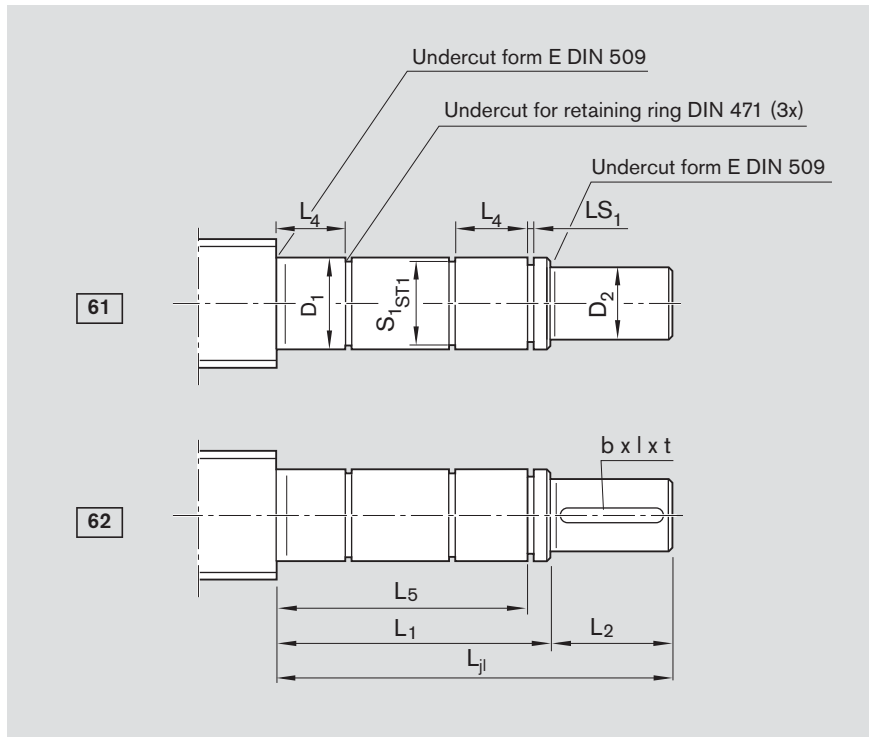 Undercut form E DIN 509
Undercut for retaining ring DIN 471 (3x)
Undercut form E DIN 509
L4
L4
LS1
61
D1
S1ST1
D2
b x l x t
62
L5
L1
L2
Ljl